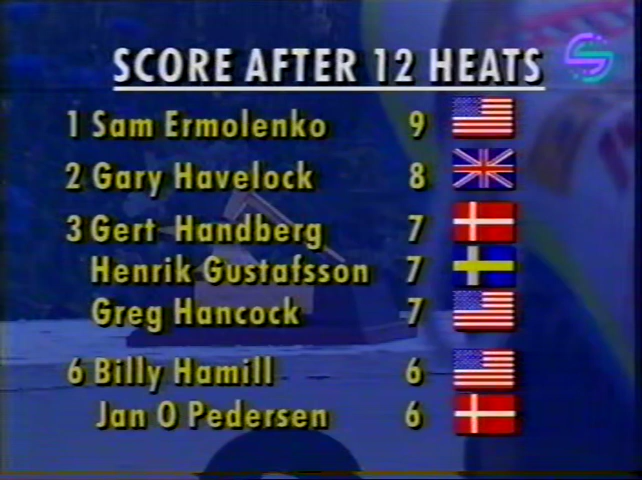 SCORE AFTER 12 HEATS
1 Sam Ermolenko 9
2 Gary Havelock 8
3 Gert Handberg 7
Henrik Gustafsson 7
Greg Hancock 7
6 Billy Hamill 6
Jan O Pedersen 6